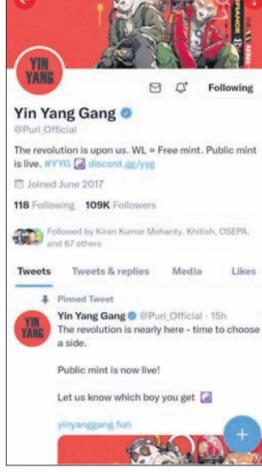 YIN
YANG
Following
Yin Yang Gang
@Puri_Official
The revolution is upon us. WL = Free mint. Public mint
is live. #YYG discord.gg/yyg
Joined June 2017
118 Following 109K Followers
Followed by Kiran Kumar Mohanty, Khitish, OSEPA,
and 67 others
Tweets Tweets & replies Media Likes
Pinned Tweet
YIN
YANG
Yin Yang Gang @Puri_Official · 15h
The revolution is nearly here - time to choose
a side.
Public mint is now live!
Let us know which boy you get
yinyanggang.fun